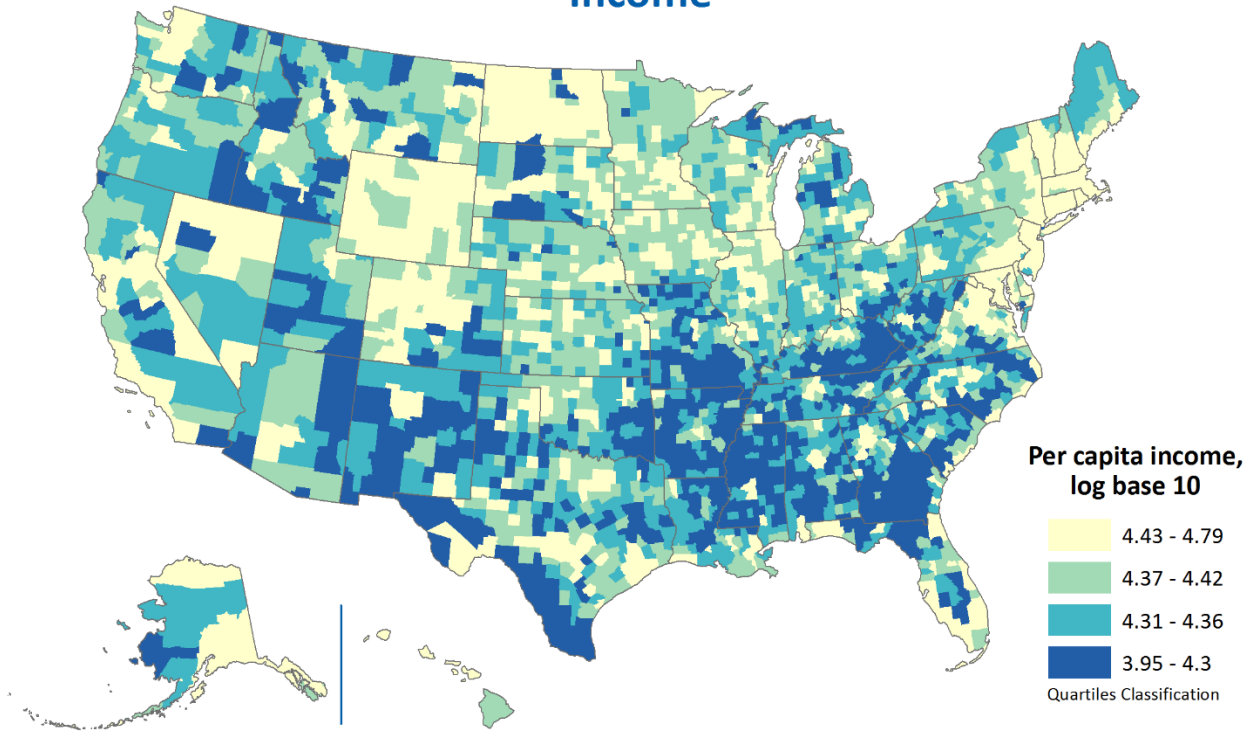 Income
Per capita income,
log base 10
4.43 - 4.79
4.37 - 4.42
4.31 - 4.36
3.95 - 4.3
Quartiles Classification